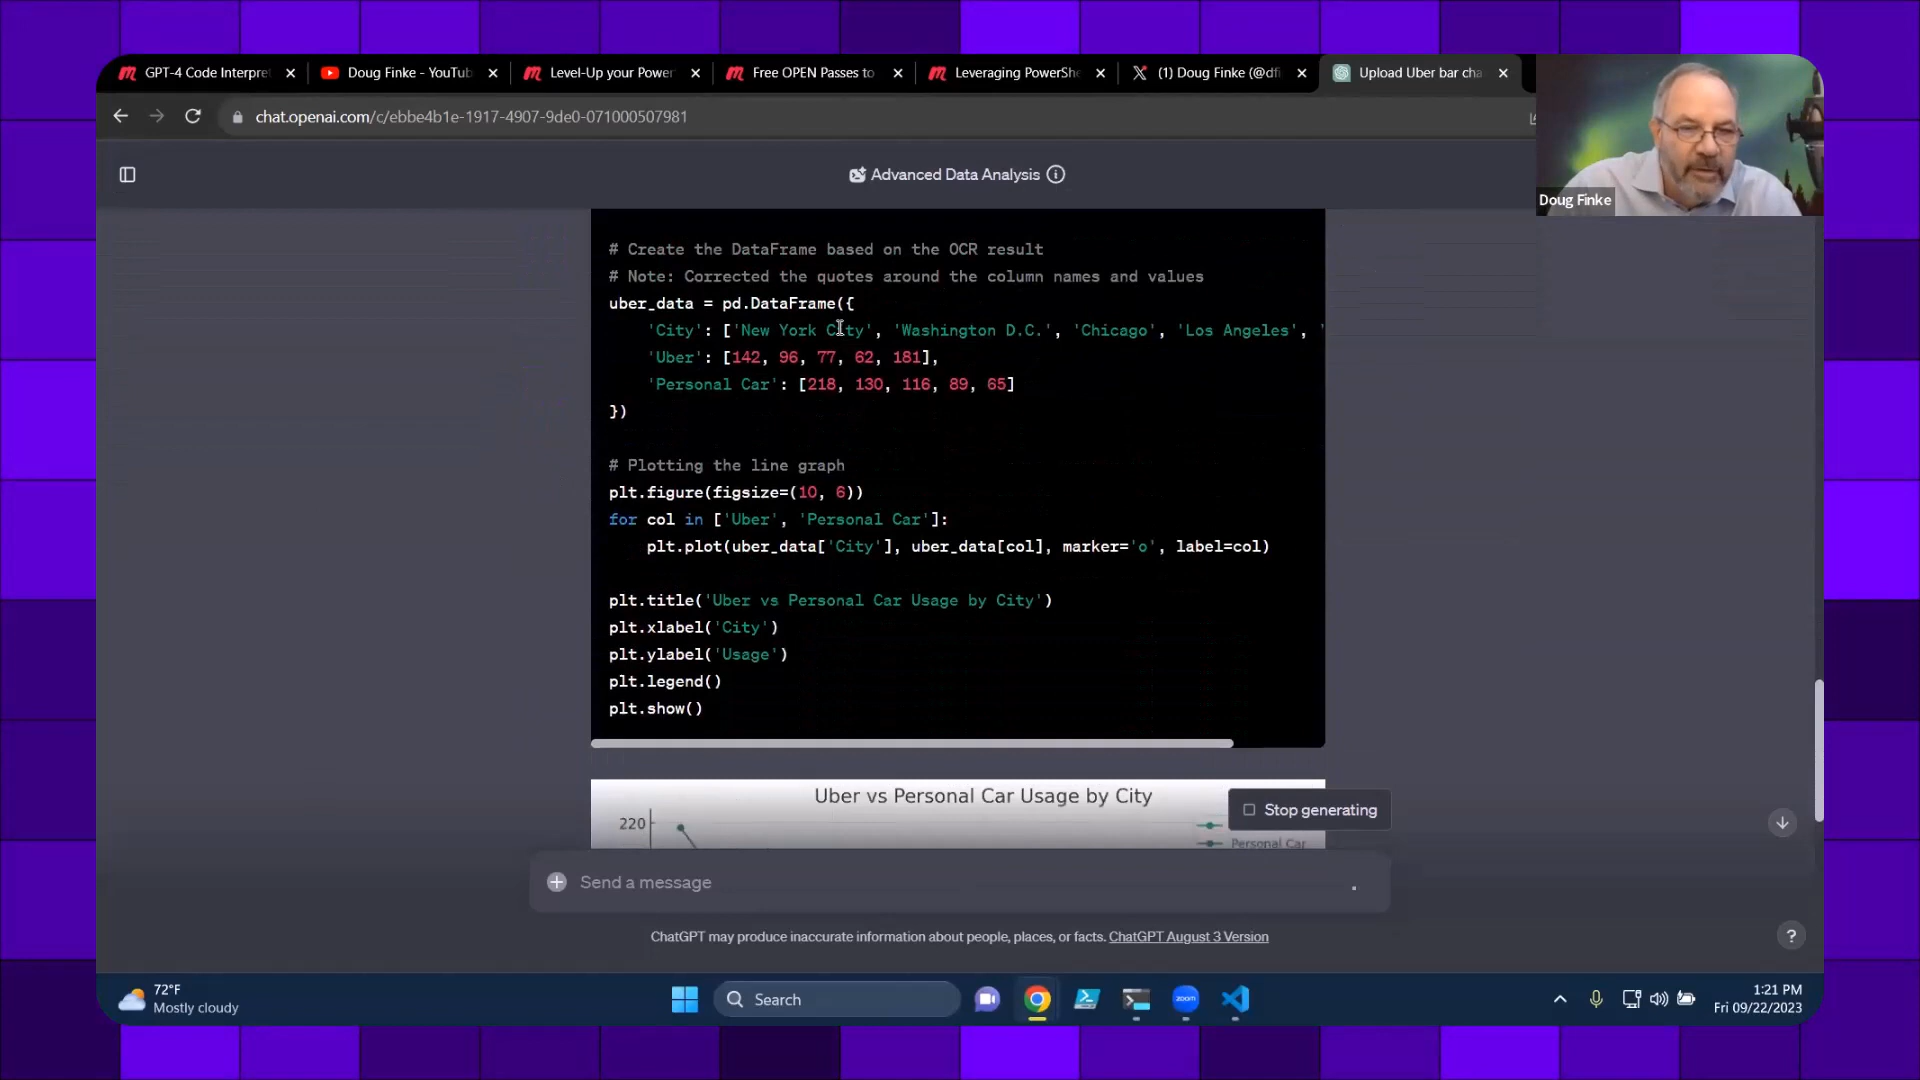 GPT-4 Code Interpret
Doug Finke - YouTub
Level-Up your Power
Free OPEN Passes to
Leveraging PowerShe
(1) Doug Finke (@dfi
Upload Uber bar cha
chat.openai.com/c/ebbe4b1e-1917-4907-9de0-071000507981
Doug Finke
Advanced Data Analysis
# Create the DataFrame based on the OCR result
# Note: Corrected the quotes around the column names and values
uber_data = pd.DataFrame({
'City': ['New York City', 'Washington D.C.', 'Chicago', 'Los Angeles', '
'Uber': [142, 96, 77, 62, 181],
'Personal Car': [218, 130, 116, 89, 65]
})
# Plotting the line graph
plt.figure(figsize=(10, 6))
for col in ['Uber', 'Personal Car']:
plt.plot(uber_data['City'], uber_data[col], marker='o', label=col)
plt.title('Uber vs Personal Car Usage by City')
plt.xlabel('City')
plt.ylabel('Usage')
plt.legend()
plt.show()
Uber vs Personal Car Usage by City
220
Personal Car
Stop generating
Send a message
ChatGPT may produce inaccurate information about people, places, or facts. ChatGPT August 3 Version
?
72°F
Mostly cloudy
Search
zoom
1:21 PM
Fri 09/22/2023